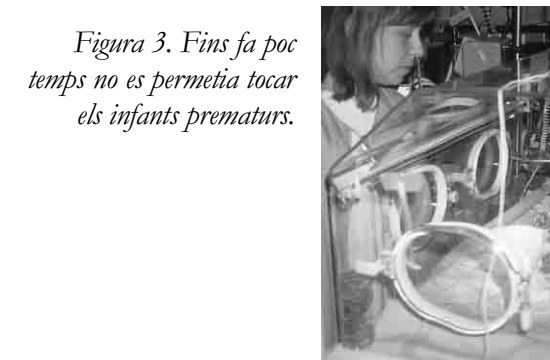 Figura 3. Fins fa poc
temps no es permetia tocar
els infants prematurs.